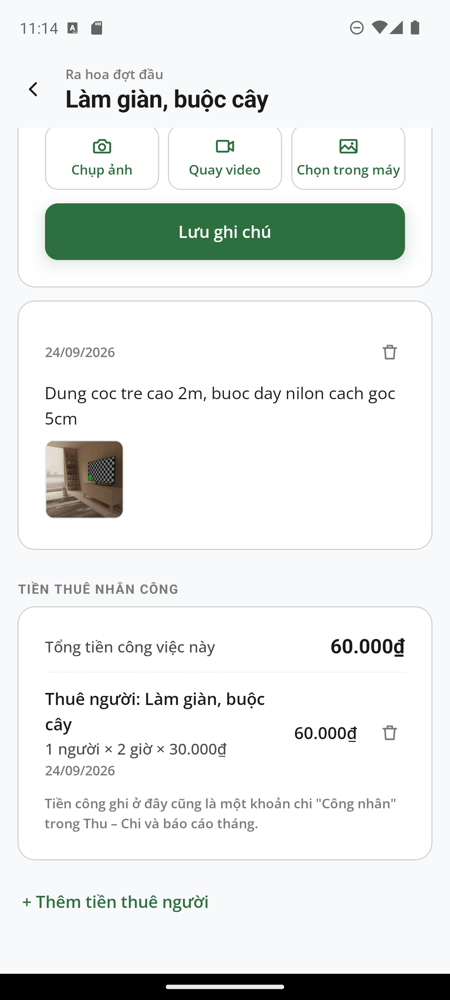 11:14
Ra hoa đợt đầu
Làm giàn, buộc cây
Chụp ảnh
Quay video
Chọn trong máy
Lưu ghi chú
24/09/2026
Dung coc tre cao 2m, buoc day nilon cach goc
5cm
TIỀN THUÊ NHÂN CÔNG
Tổng tiền công việc này
60.000₫
Thuê người: Làm giàn, buộc
cây
60.000₫
1 người × 2 giờ × 30.000₫
24/09/2026
Tiền công ghi ở đây cũng là một khoản chi "Công nhân"
trong Thu – Chi và báo cáo tháng.
+ Thêm tiền thuê người